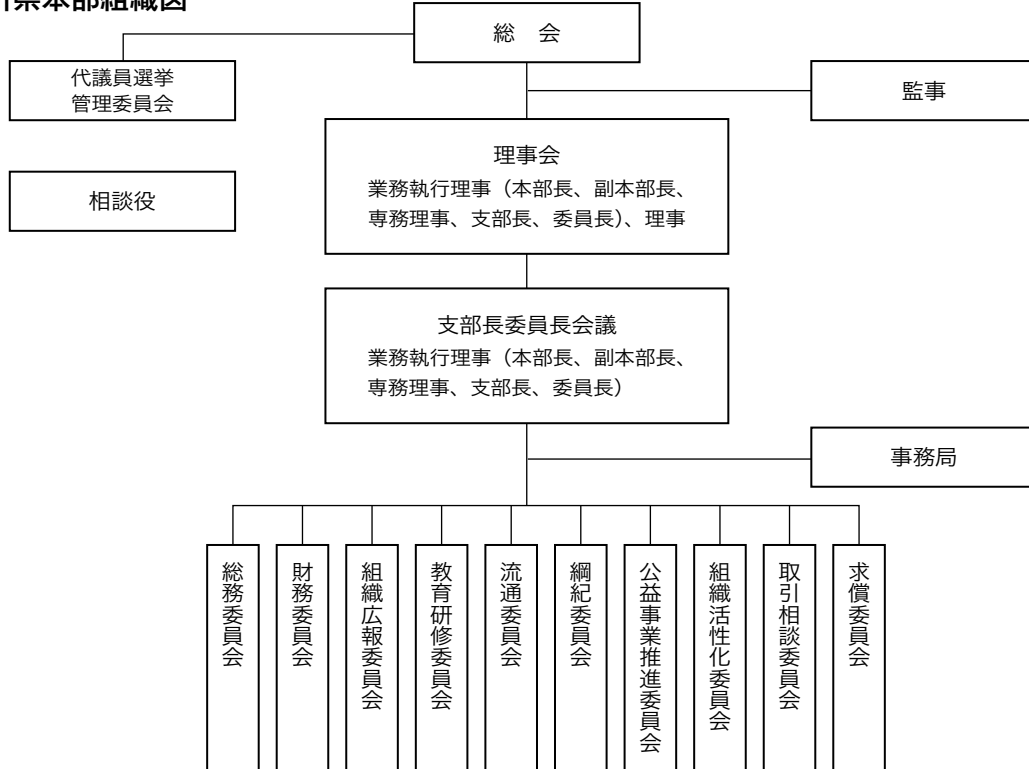 県本部組織図
総　会
代議員選挙
管理委員会
監事
理事会
業務執行理事（本部長、副本部長、
専務理事、支部長、委員長）、理事
相談役
支部長委員長会議
業務執行理事（本部長、副本部長、
専務理事、支部長、委員長）
事務局
総務委員会
財務委員会
組織広報委員会
教育研修委員会
流通委員会
綱紀委員会
公益事業推進委員会
組織活性化委員会
取引相談委員会
求償委員会